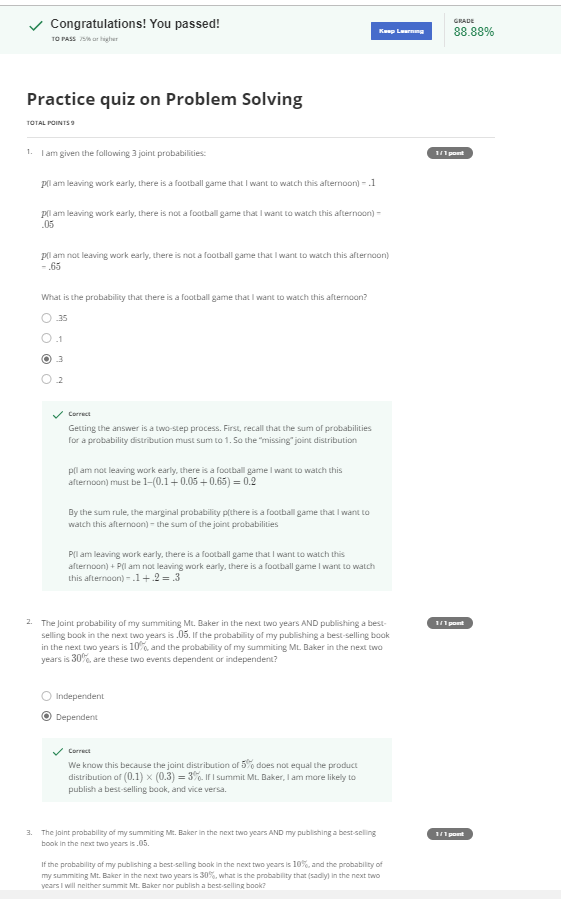 Congratulations! You passed!
TO PASS 75% or higher
Keep Learning
GRADE
88.88%
Practice quiz on Problem Solving
TOTAL POINTS 9
1. I am given the following 3 joint probabilities:
1 / 1 point
p(I am leaving work early, there is a football game that I want to watch this afternoon) = .1
p(I am leaving work early, there is not a football game that I want to watch this afternoon) =
.05
p(I am not leaving work early, there is not a football game that I want to watch this afternoon)
= .65
What is the probability that there is a football game that I want to watch this afternoon?
.35
.1
.3
.2
Correct
Getting the answer is a two-step process. First, recall that the sum of probabilities
for a probability distribution must sum to 1. So the "missing" joint distribution
p(I am not leaving work early, there is a football game I want to watch this
afternoon) must be 1–(0.1 + 0.05 + 0.65) = 0.2
By the sum rule, the marginal probability p(there is a football game that I want to
watch this afternoon) = the sum of the joint probabilities
P(I am leaving work early, there is a football game that I want to watch this
afternoon) + P(I am not leaving work early, there is a football game I want to watch
this afternoon) = .1 + .2 = .3
2. The Joint probability of my summiting Mt. Baker in the next two years AND publishing a best-
1 / 1 point
selling book in the next two years is .05. If the probability of my publishing a best-selling book
in the next two years is 10%, and the probability of my summiting Mt. Baker in the next two
years is 30%, are these two events dependent or independent?
Independent
Dependent
Correct
We know this because the joint distribution of 5% does not equal the product
distribution of (0.1) × (0.3) = 3%. If I summit Mt. Baker, I am more likely to
publish a best-selling book, and vice versa.
3. The joint probability of my summiting Mt. Baker in the next two years AND my publishing a best-selling
1 / 1 point
book in the next two years is .05.
If the probability of my publishing a best-selling book in the next two years is 10%, and the probability of
my summiting Mt. Baker in the next two years is 30%, what is the probability that (sadly) in the next two
years I will neither summit Mt. Baker nor publish a best-selling book?